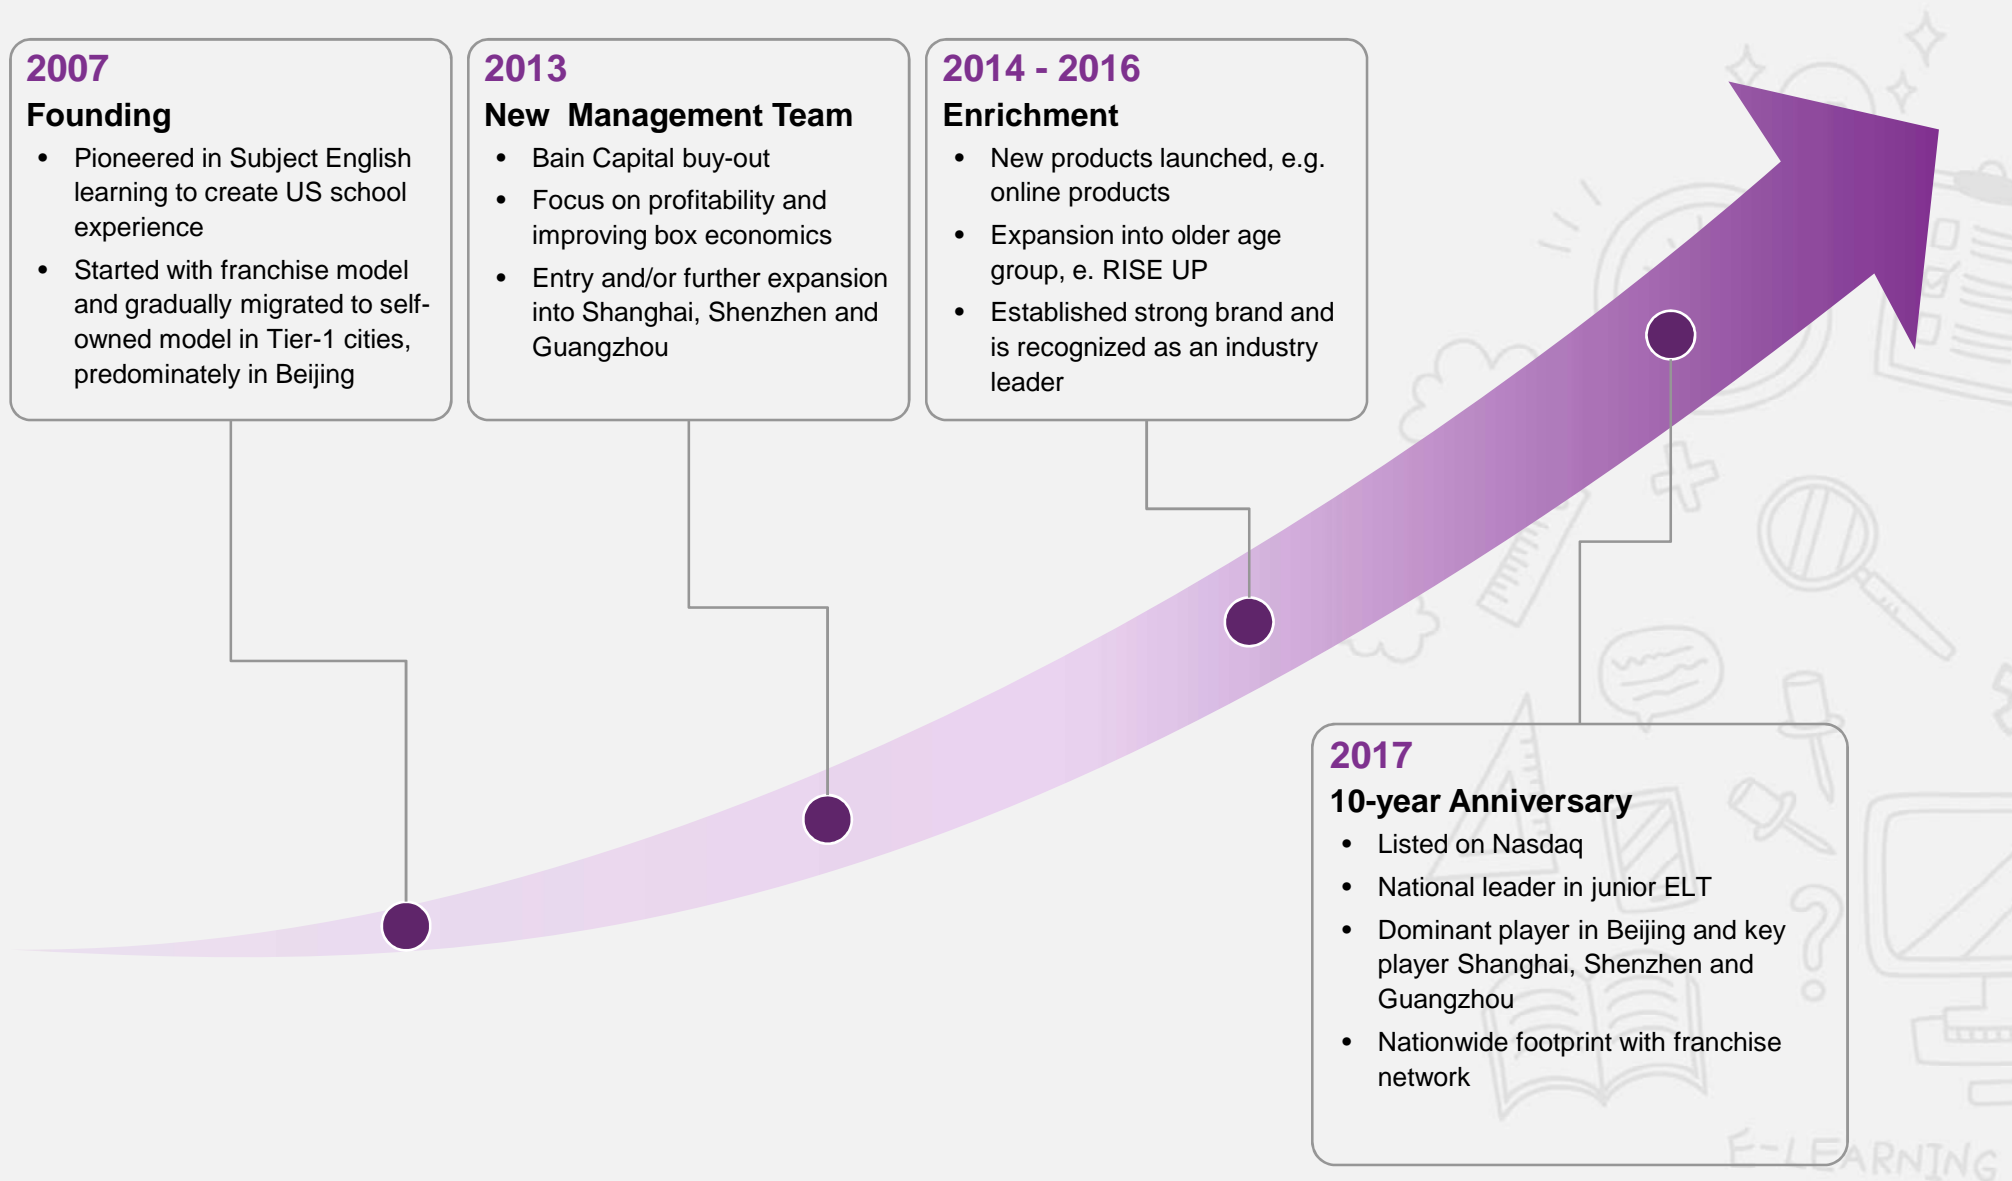 2007
Founding
• Pioneered in Subject English
learning to create US school
experience
• Started with franchise model
and gradually migrated to self-
owned model in Tier-1 cities,
predominately in Beijing
2013
New  Management Team
• Bain Capital buy-out
• Focus on profitability and
improving box economics
• Entry and/or further expansion
into Shanghai, Shenzhen and
Guangzhou
2014 - 2016
Enrichment
• New products launched, e.g.
online products
• Expansion into older age
group, e. RISE UP
• Established strong brand and
is recognized as an industry
leader
2017
10-year Anniversary
• Listed on Nasdaq
• National leader in junior ELT
• Dominant player in Beijing and key
player Shanghai, Shenzhen and
Guangzhou
• Nationwide footprint with franchise
network
E-LEARNING